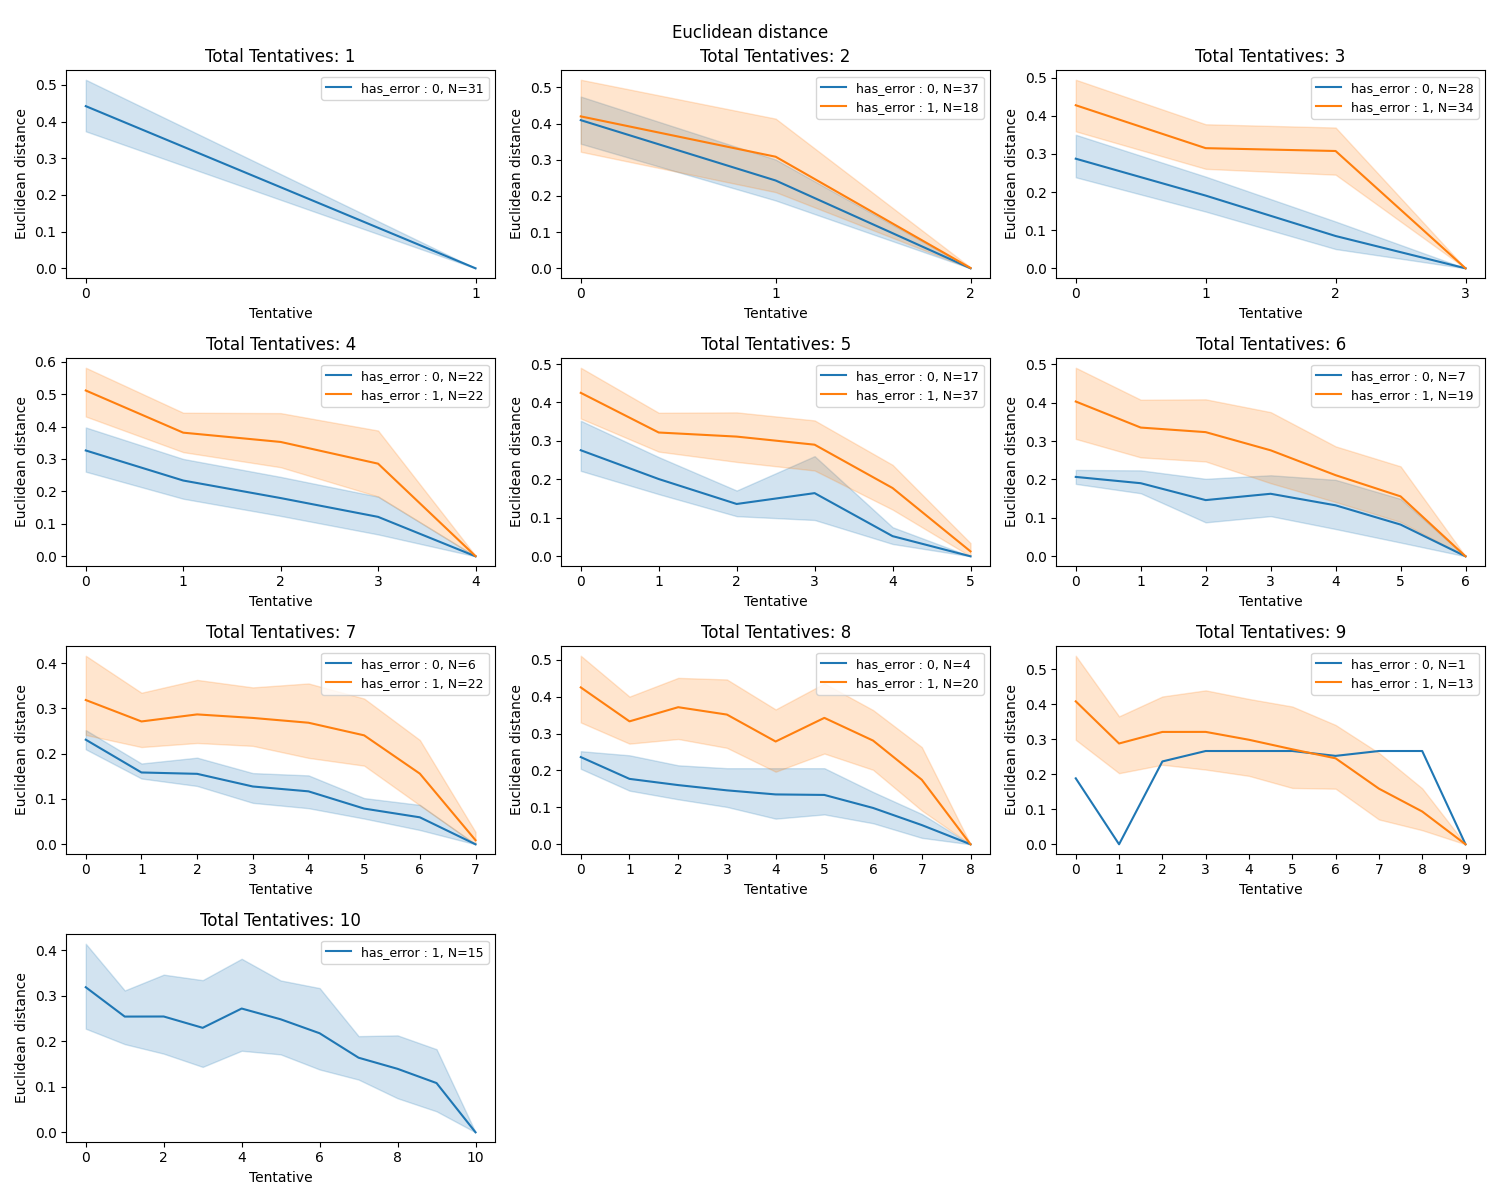 Euclidean distance
Total Tentatives: 1
has_error : 0, N=31
Euclidean distance
0.5
0.4
0.3
0.2
0.1
0.0
0 1
Tentative
Total Tentatives: 2
has_error : 0, N=37
has_error : 1, N=18
Euclidean distance
0.5
0.4
0.3
0.2
0.1
0.0
0 1 2
Tentative
Total Tentatives: 3
has_error : 0, N=28
has_error : 1, N=34
Euclidean distance
0.5
0.4
0.3
0.2
0.1
0.0
0 1 2 3
Tentative
Total Tentatives: 4
has_error : 0, N=22
has_error : 1, N=22
Euclidean distance
0.6
0.5
0.4
0.3
0.2
0.1
0.0
0 1 2 3 4
Tentative
Total Tentatives: 5
has_error : 0, N=17
has_error : 1, N=37
Euclidean distance
0.5
0.4
0.3
0.2
0.1
0.0
0 1 2 3 4 5
Tentative
Total Tentatives: 6
has_error : 0, N=7
has_error : 1, N=19
Euclidean distance
0.5
0.4
0.3
0.2
0.1
0.0
0 1 2 3 4 5 6
Tentative
Total Tentatives: 7
has_error : 0, N=6
has_error : 1, N=22
Euclidean distance
0.4
0.3
0.2
0.1
0.0
0 1 2 3 4 5 6 7
Tentative
Total Tentatives: 8
has_error : 0, N=4
has_error : 1, N=20
Euclidean distance
0.5
0.4
0.3
0.2
0.1
0.0
0 1 2 3 4 5 6 7 8
Tentative
Total Tentatives: 9
has_error : 0, N=1
has_error : 1, N=13
Euclidean distance
0.5
0.4
0.3
0.2
0.1
0.0
0 1 2 3 4 5 6 7 8 9
Tentative
Total Tentatives: 10
has_error : 1, N=15
Euclidean distance
0.4
0.3
0.2
0.1
0.0
0 2 4 6 8 10
Tentative